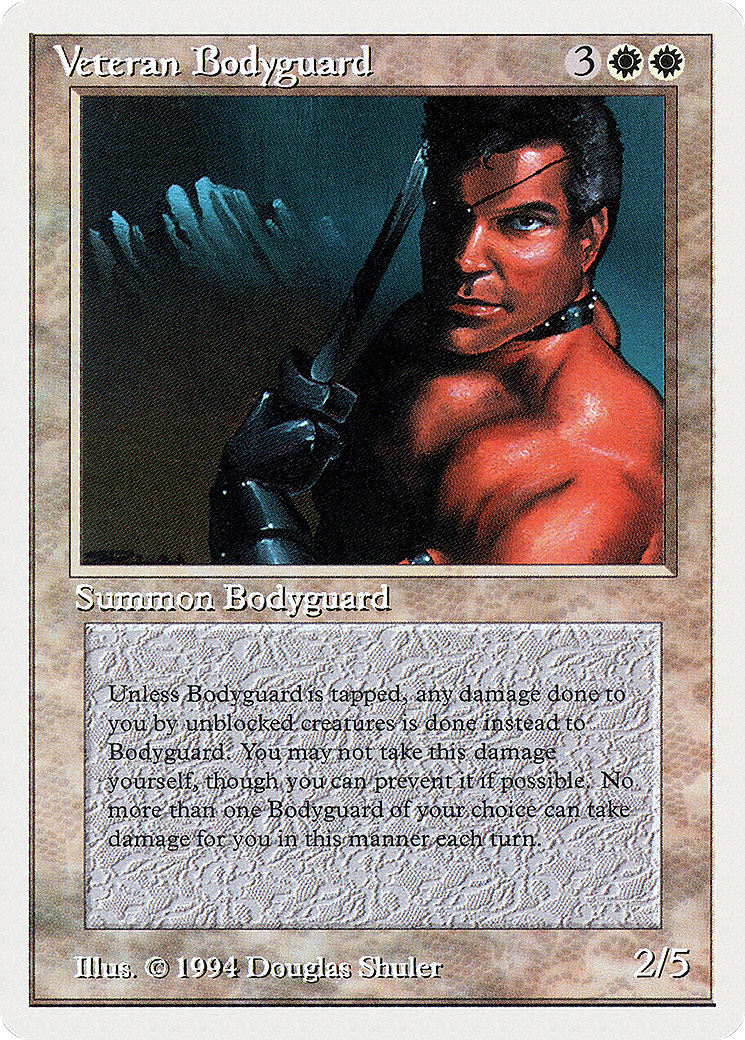 Veteran Bodyguard 3
Summon Bodyguard
Unless Bodyguard is tapped, any damage done to
you by unblocked creatures is done instead to
Bodyguard. You may not take this damage
yourself, though you can prevent it if possible. No
more than one Bodyguard of your choice can take
damage for you in this manner each turn.
Illus. © 1994 Douglas Shuler 2/5